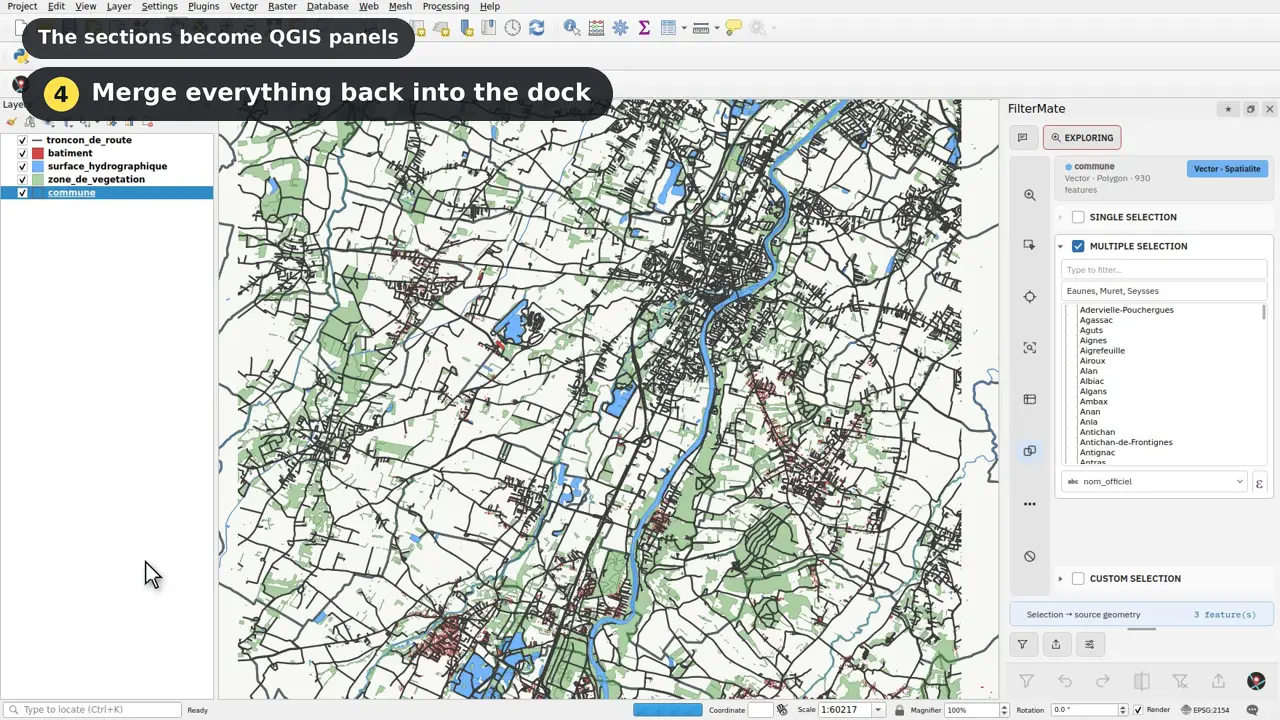 Project Edit View Layer Settings Plugins Vector Raster Database Web Mesh Processing Help
The sections become QGIS panels
4 Merge everything back into the dock
Layers
troncon_de_route
batiment
surface_hydrographique
zone_de_vegetation
commune
FilterMate
EXPLORING
commune
Vector · Polygon · 930
features
Vector · Spatialite
SINGLE SELECTION
MULTIPLE SELECTION
Type to filter...
Eaunes, Muret, Seysses
Adervielle-Pouchergues
Agassac
Aguts
Aignes
Aigrefeuille
Airoux
Alan
Albiac
Algans
Ambax
Anan
Anla
Antichan
Antichan-de-Frontignes
Antignac
Antras
abc nom_officiel
ε
CUSTOM SELECTION
Selection → source geometry 3 feature(s)
Type to locate (Ctrl+K) Ready Coordinate Scale 1:60217 Magnifier 100% Rotation 0.0 ° Render EPSG:2154